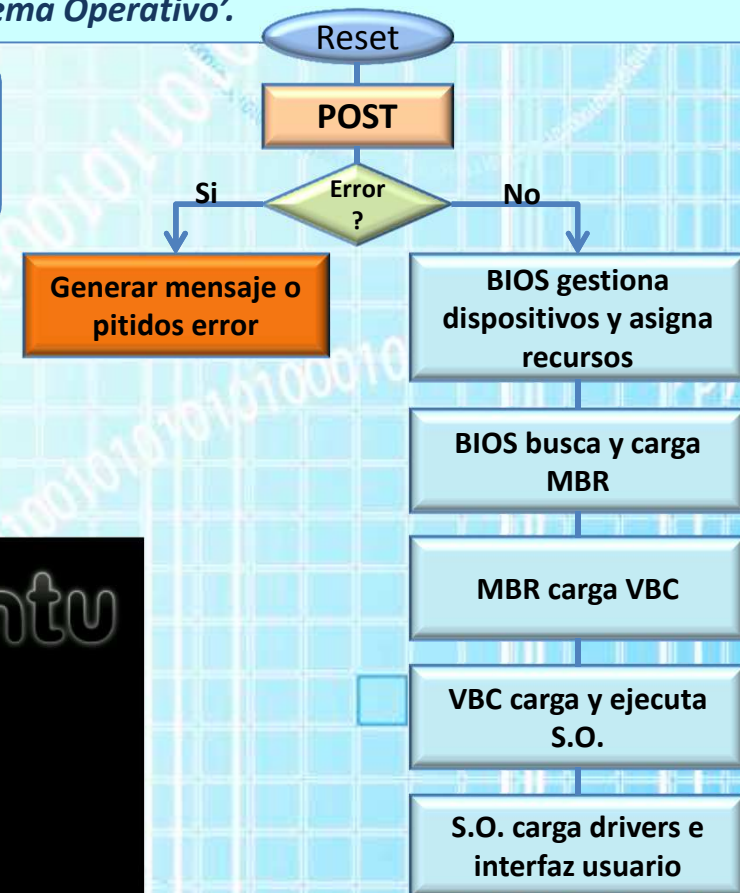 Operativo'.
Reset
POST
Error
?
Si
No
Generar mensaje o
pitidos error
BIOS gestiona
dispositivos y asigna
recursos
BIOS busca y carga
MBR
MBR carga VBC
VBC carga y ejecuta
S.O.
S.O. carga drivers e
interfaz usuario